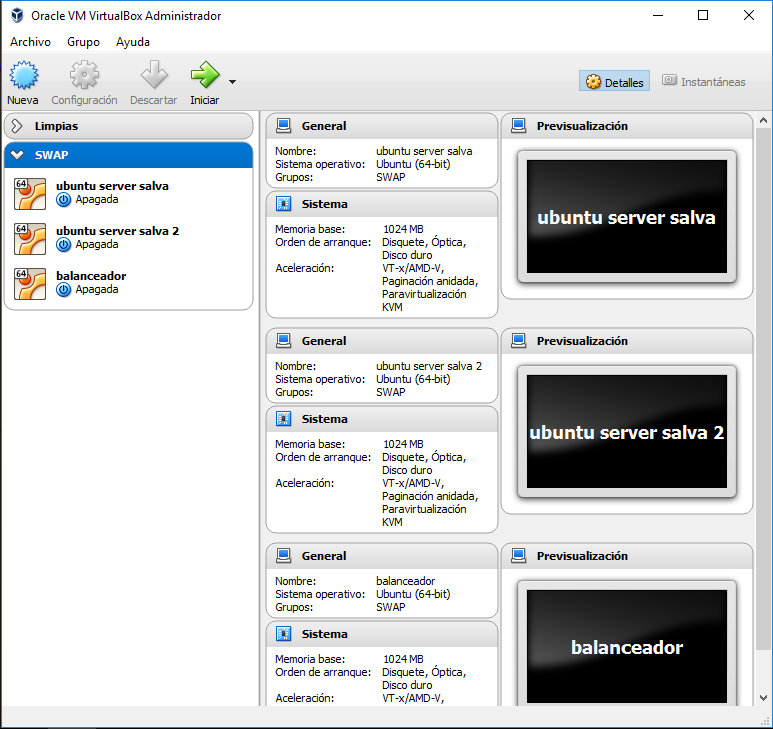 Oracle VM VirtualBox Administrador
Archivo Grupo Ayuda
Nueva Configuración Descartar Iniciar
Detalles Instantáneas
Limpias
SWAP
64 ubuntu server salva
Apagada
64 ubuntu server salva 2
Apagada
64 balanceador
Apagada
General
Nombre: ubuntu server salva
Sistema operativo: Ubuntu (64-bit)
Grupos: SWAP
Sistema
Memoria base: 1024 MB
Orden de arranque: Disquete, Óptica,
Disco duro
Aceleración: VT-x/AMD-V,
Paginación anidada,
Paravirtualización
KVM
Previsualización
ubuntu server salva
General
Nombre: ubuntu server salva 2
Sistema operativo: Ubuntu (64-bit)
Grupos: SWAP
Sistema
Memoria base: 1024 MB
Orden de arranque: Disquete, Óptica,
Disco duro
Aceleración: VT-x/AMD-V,
Paginación anidada,
Paravirtualización
KVM
Previsualización
ubuntu server salva 2
General
Nombre: balanceador
Sistema operativo: Ubuntu (64-bit)
Grupos: SWAP
Sistema
Memoria base: 1024 MB
Orden de arranque: Disquete, Óptica,
Disco duro
Aceleración: VT-x/AMD-V,
Previsualización
balanceador